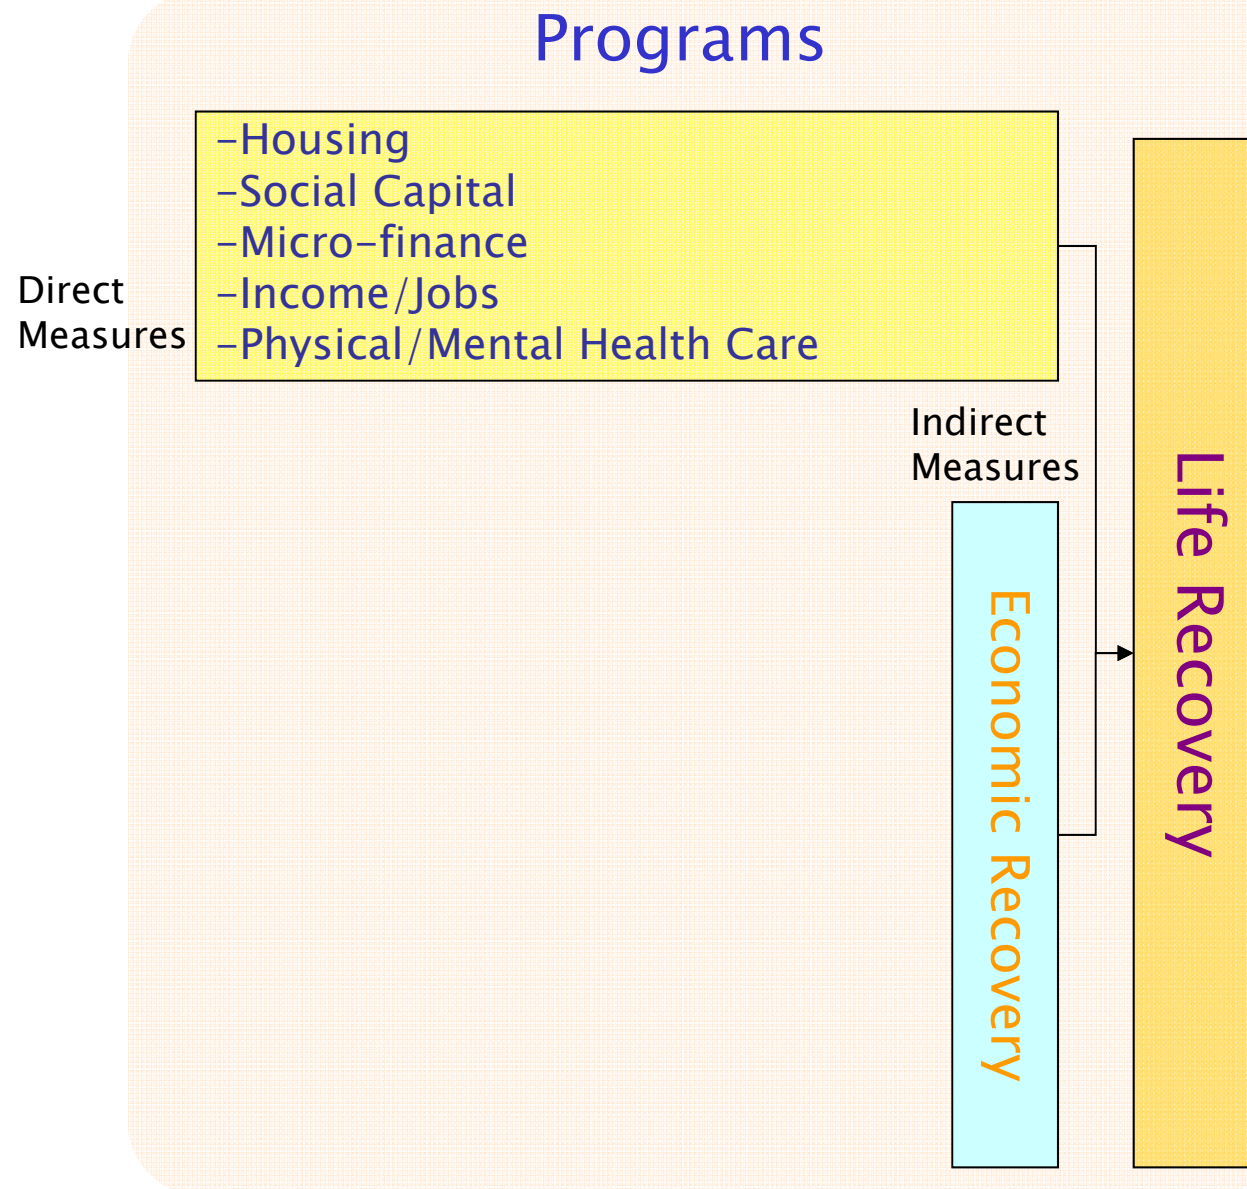 Programs
-Housing
-Social Capital
-Micro-finance
-Income/Jobs
-Physical/Mental Health Care
Direct
Measures
Indirect
Measures
Economic Recovery
Life Recovery